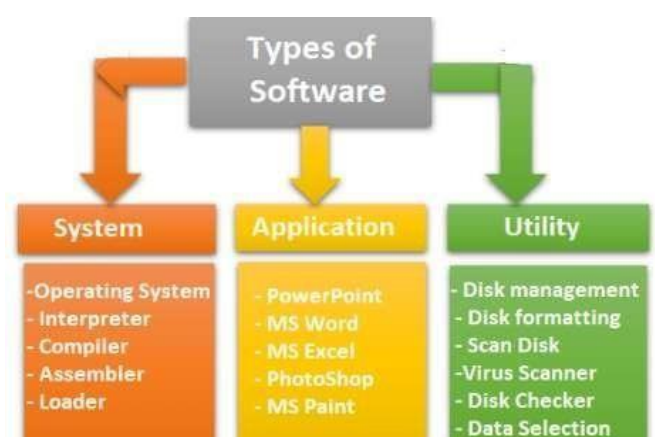 Types of
Software
System
-Operating System
- Interpreter
- Compiler
- Assembler
- Loader
Application
- PowerPoint
- MS Word
- MS Excel
- PhotoShop
- MS Paint
Utility
- Disk management
- Disk formatting
- Scan Disk
-Virus Scanner
- Disk Checker
- Data Selection